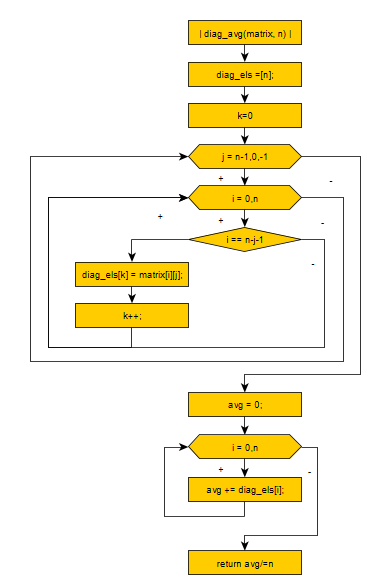 | diag_avg(matrix, n) |
diag_els =[n];
k=0
j = n-1,0,-1
+
-
i = 0,n
+
+
-
i == n-j-1
-
diag_els[k] = matrix[i][j];
k++;
avg = 0;
i = 0,n
+
-
avg += diag_els[i];
return avg/=n